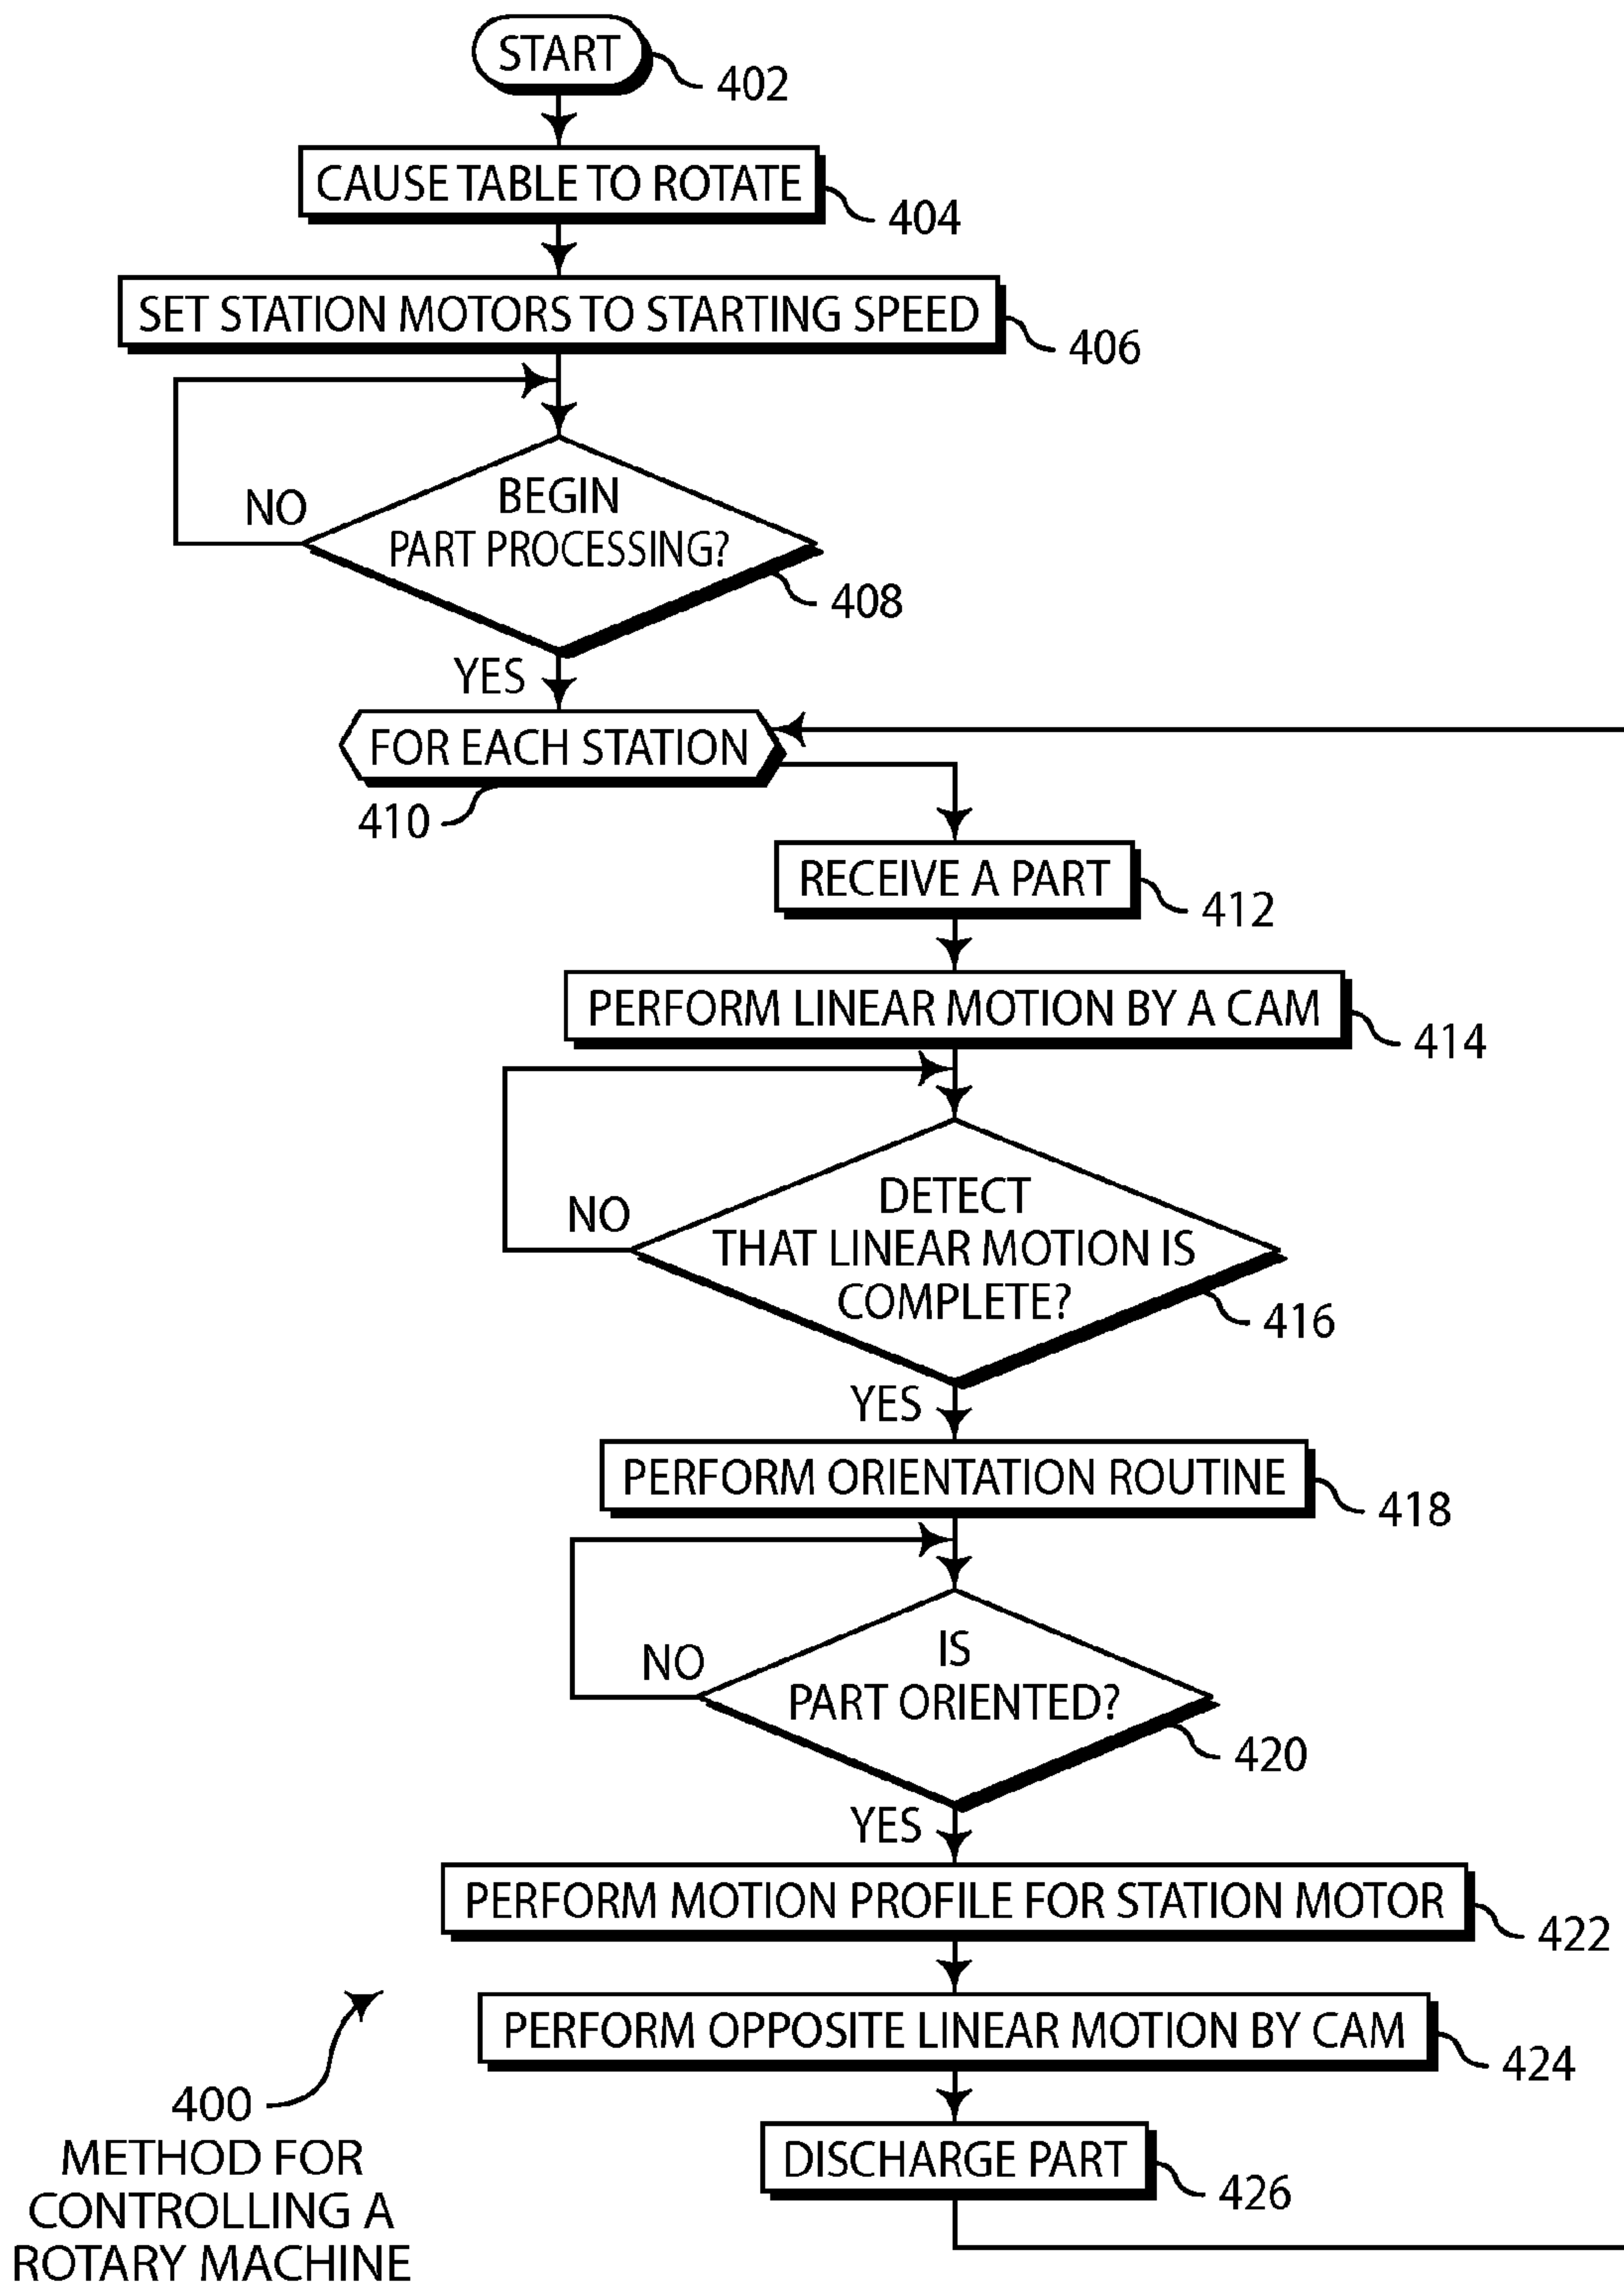 START
402
CAUSE TABLE TO ROTATE
404
SET STATION MOTORS TO STARTING SPEED
406
BEGIN
PART PROCESSING?
NO
408
YES
FOR EACH STATION
410
RECEIVE A PART
412
PERFORM LINEAR MOTION BY A CAM
414
DETECT
THAT LINEAR MOTION IS
COMPLETE?
NO
416
YES
PERFORM ORIENTATION ROUTINE
418
IS
PART ORIENTED?
NO
420
YES
PERFORM MOTION PROFILE FOR STATION MOTOR
422
PERFORM OPPOSITE LINEAR MOTION BY CAM
424
DISCHARGE PART
426
400
METHOD FOR
CONTROLLING A
ROTARY MACHINE